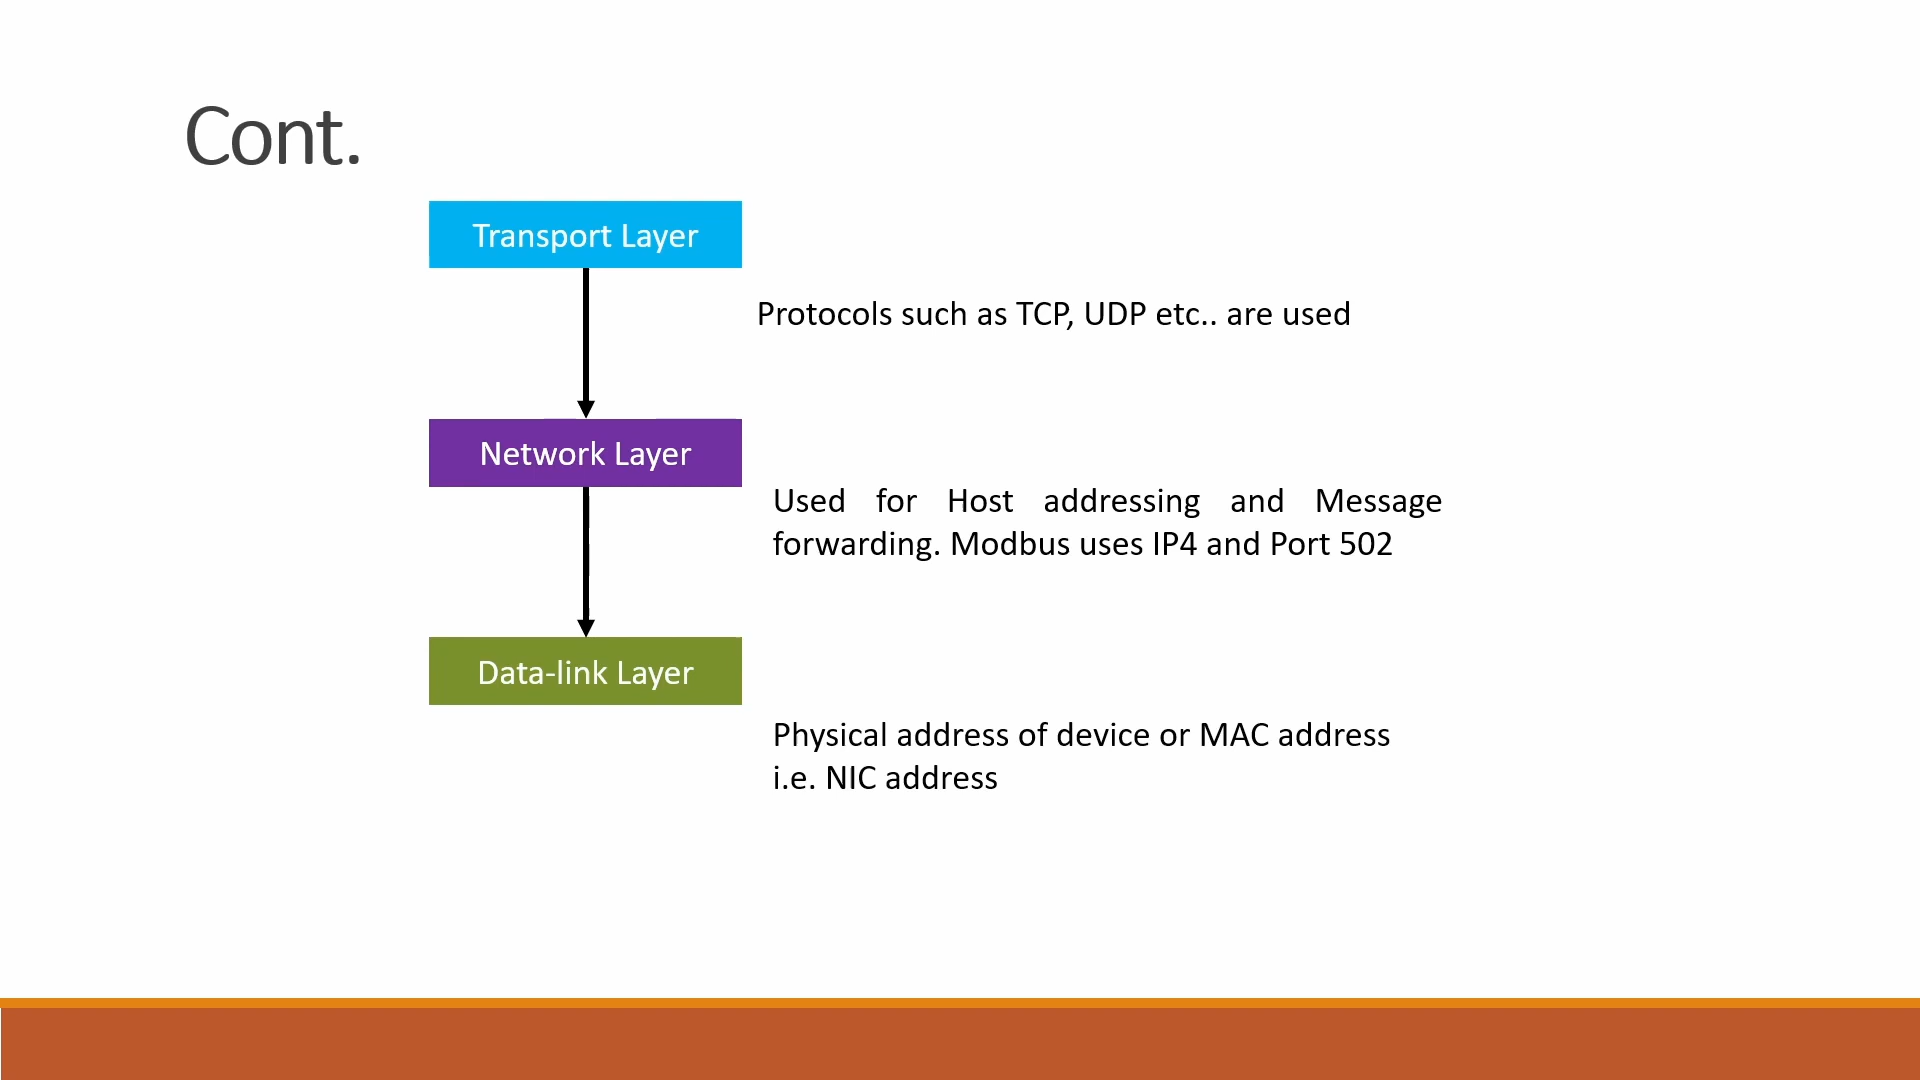 Cont.
Transport Layer
Protocols such as TCP, UDP etc.. are used
Network Layer
Used for Host addressing and Message
forwarding. Modbus uses IP4 and Port 502
Data-link Layer
Physical address of device or MAC address
i.e. NIC address